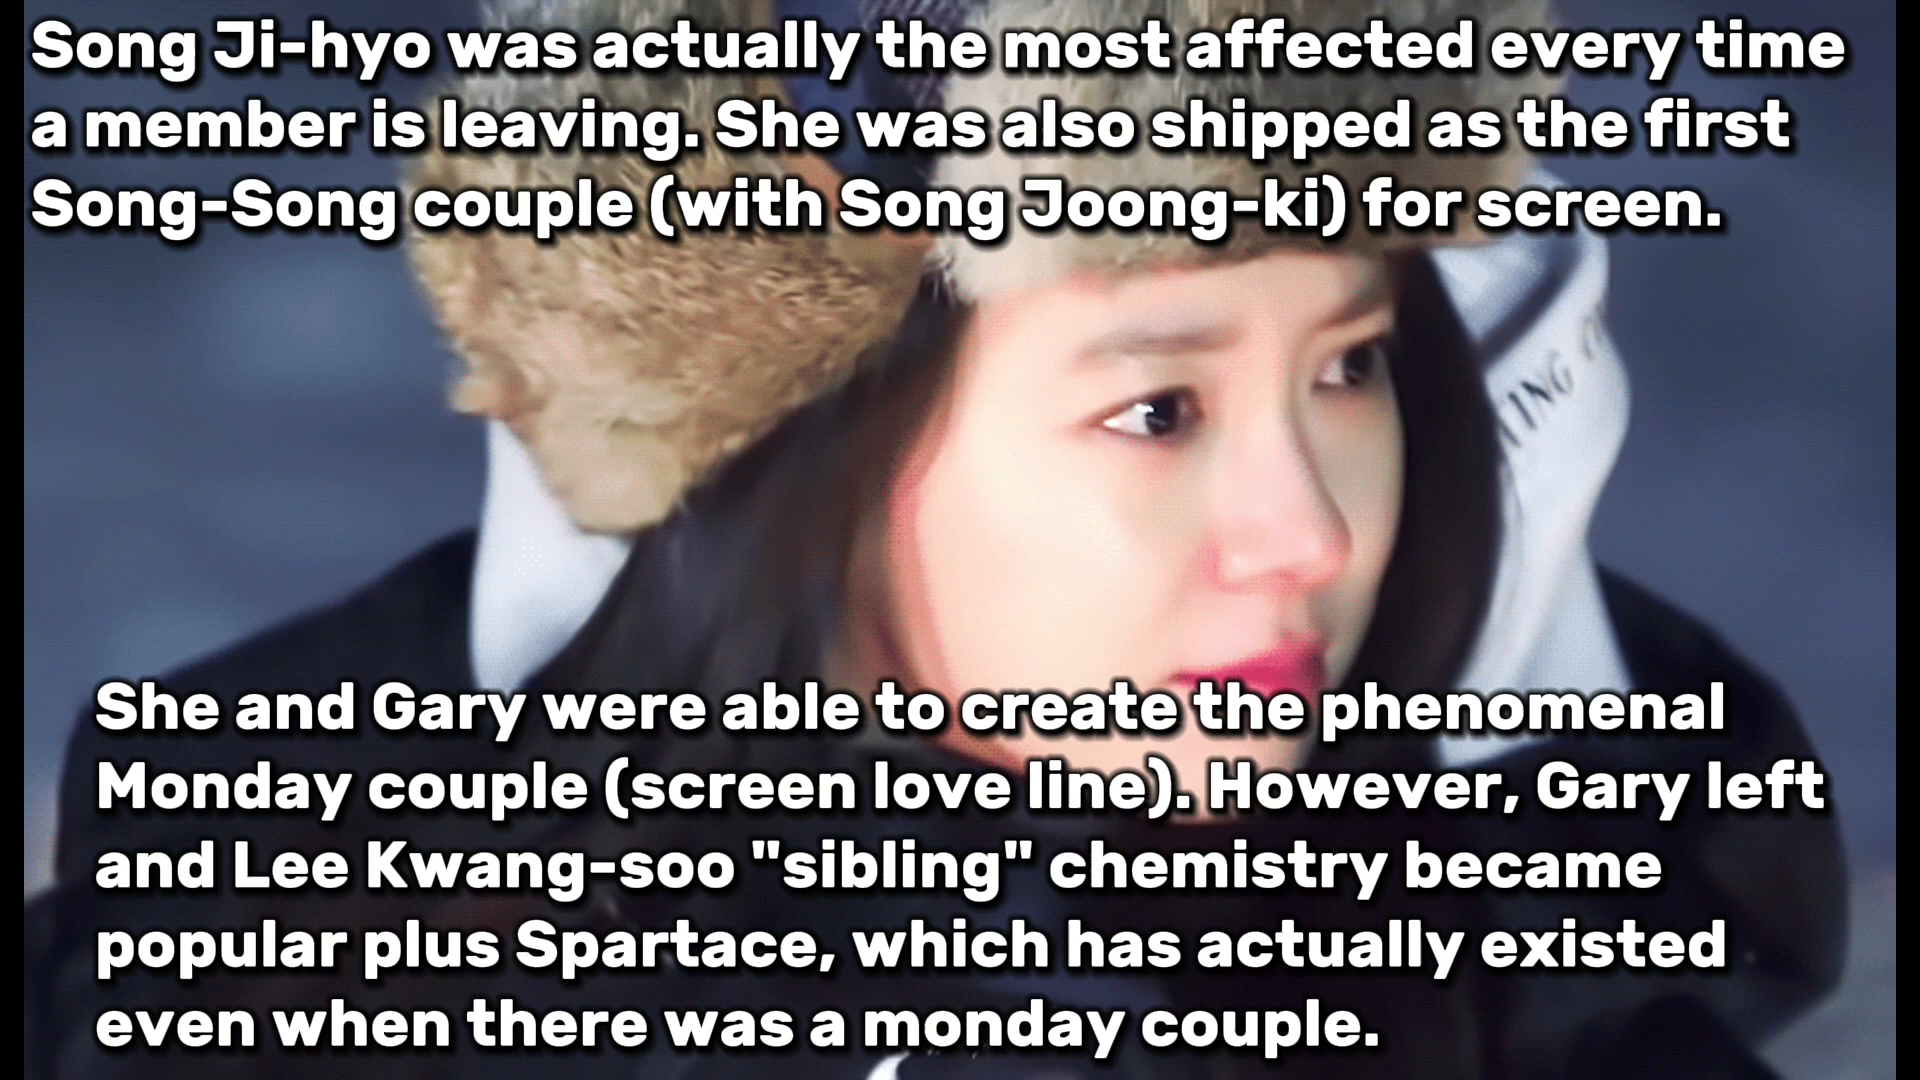 Song Ji-hyo was actually the most affected every time
a member is leaving. She was also shipped as the first
Song-Song couple (with Song Joong-ki) for screen.
She and Gary were able to create the phenomenal
Monday couple (screen love line). However, Gary left
and Lee Kwang-soo "sibling" chemistry became
popular plus Spartace, which has actually existed
even when there was a monday couple.